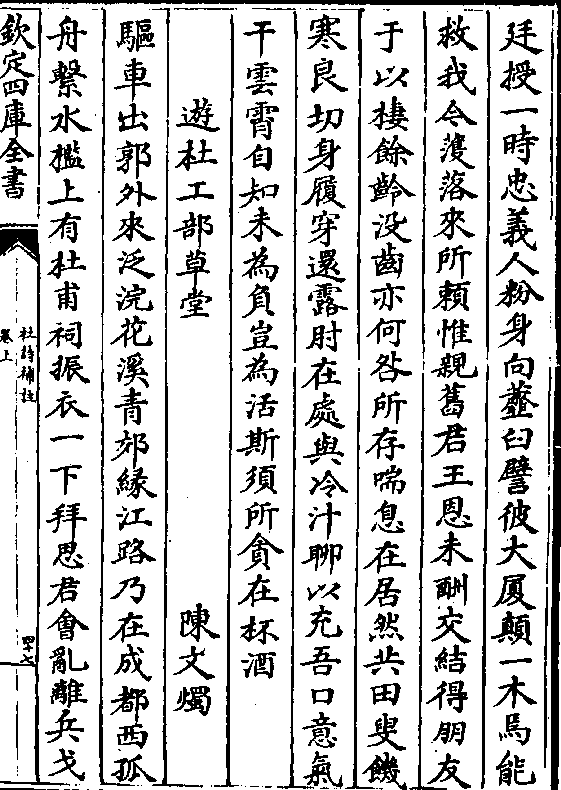 廷授一時忠義人粉身向虀臼譬彼大厦顛一木焉能
救我今濩落來所頼惟親舊君王恩未酬交結得朋友
于以棲餘齡没齒亦何咎所存喘息在居然共田叟饑
寒良切身履穿還露肘在處與冷汁聊以充吾口意氣
干雲霄自知未為負豈為活斯須所貪在杯酒
遊杜工部草堂 陳文燭
驅車出郭外來泛浣花溪青郊緣江路乃在成都西孤
舟繫水檻上有杜甫祠振衣一下拜思君會亂離兵戈
欽定四庫全書
杜詩補註
卷上
四十七